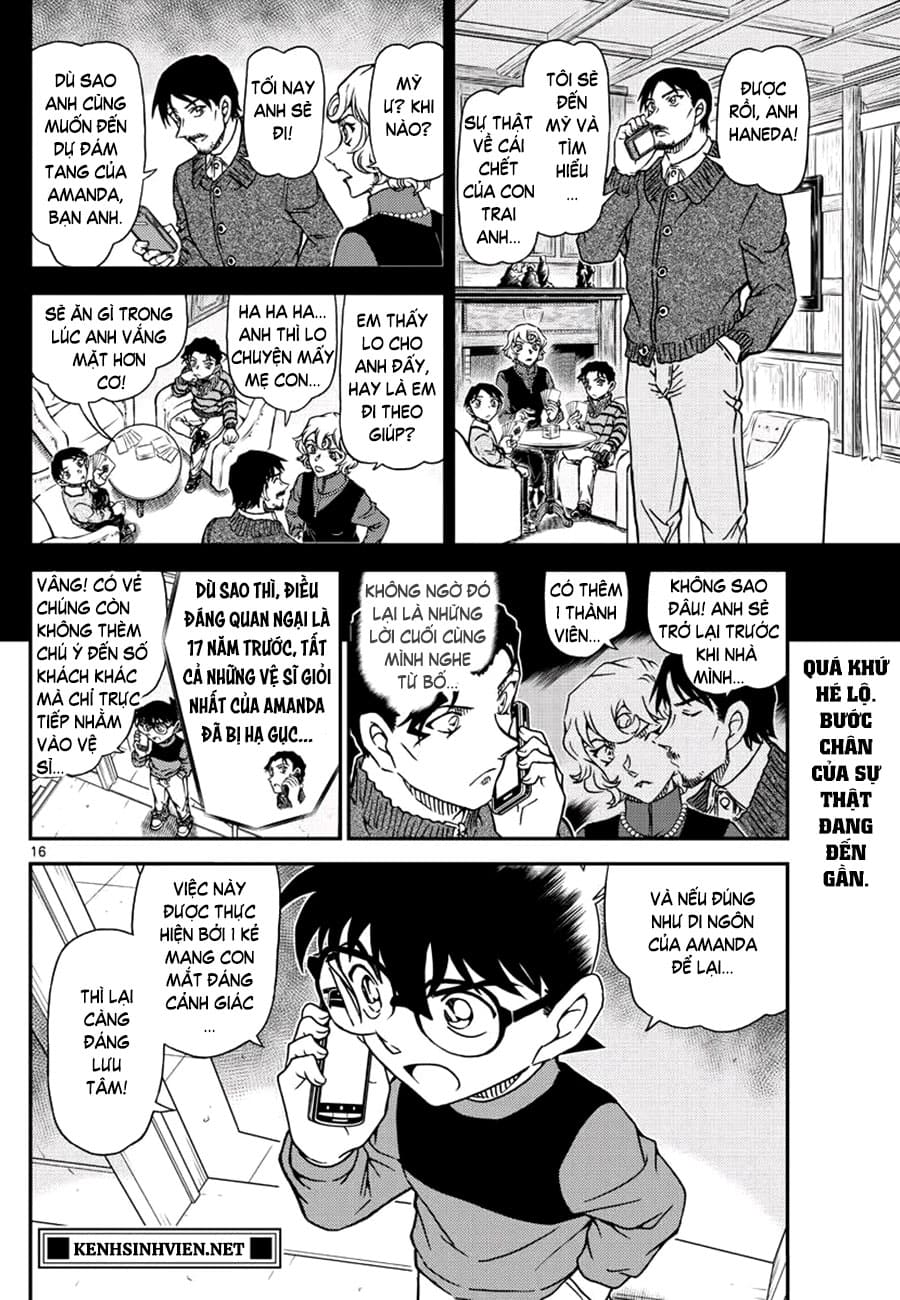 ĐƯỢC
RỒI, ANH
HANEDA!
TÔI SẼ
ĐẾN
MỸ VÀ
TÌM
HIỂU
...
SỰ THẬT
VỀ CÁI
CHẾT
CỦA CON
TRAI
ANH...
MỸ
Ư? KHI
NÀO?
TỐI NAY
ANH SẼ
ĐI!
DÙ SAO
ANH CŨNG
MUỐN ĐẾN
DỰ ĐÁM
TANG CỦA
AMANDA,
BẠN ANH.
EM THẤY
LO CHO
ANH ĐẤY,
HAY LÀ EM
ĐI THEO
GIÚP?
HA HA HA...
ANH THÌ LO
CHUYỆN MẤY
MẸ CON...
SẼ ĂN GÌ TRONG
LÚC ANH VẮNG
MẶT HƠN
CƠ!
KHÔNG SAO
ĐÂU! ANH SẼ
TRỞ LẠI TRƯỚC
KHI NHÀ
MÌNH...
CÓ THÊM
1 THÀNH
VIÊN...
KHÔNG NGỜ ĐÓ
LẠI LÀ NHỮNG
LỜI CUỐI CÙNG
MÌNH NGHE
TỪ BỐ...
DÙ SAO THÌ, ĐIỀU
ĐÁNG QUAN NGẠI LÀ
17 NĂM TRƯỚC, TẤT
CẢ NHỮNG VỆ SĨ GIỎI
NHẤT CỦA AMANDA
ĐÃ BỊ HẠ GỤC...
VÂNG! CÓ VẺ
CHÚNG CÒN
KHÔNG THÈM
CHÚ Ý ĐẾN SỐ
KHÁCH KHÁC
MÀ CHỈ TRỰC
TIẾP NHẰM
VÀO VỆ
SĨ...
QUÁ KHỨ
HÉ LỘ.
BƯỚC
CHÂN
CỦA SỰ
THẬT
ĐANG
ĐẾN
GẦN.
16
VÀ NẾU ĐÚNG
NHƯ DI NGÔN
CỦA AMANDA
ĐỂ LẠI...
VIỆC NÀY
ĐƯỢC THỰC
HIỆN BỞI 1 KẺ
MANG CON
MẮT ĐÁNG
CẢNH GIÁC
...
THÌ LẠI
CÀNG
ĐÁNG
LƯU
TÂM!
KENHSINHVIEN.NET